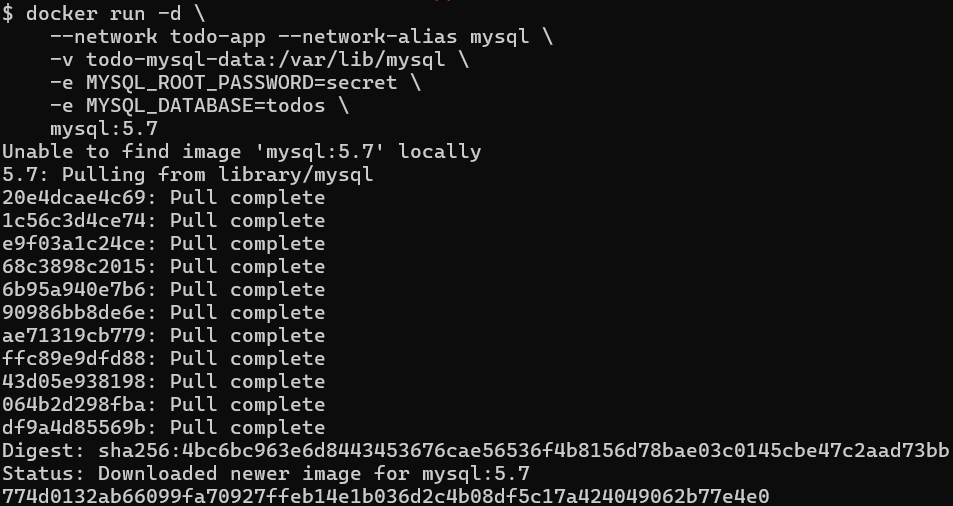 $ docker run -d \
    --network todo-app --network-alias mysql \
    -v todo-mysql-data:/var/lib/mysql \
    -e MYSQL_ROOT_PASSWORD=secret \
    -e MYSQL_DATABASE=todos \
    mysql:5.7
Unable to find image 'mysql:5.7' locally
5.7: Pulling from library/mysql
20e4dcae4c69: Pull complete
1c56c3d4ce74: Pull complete
e9f03a1c24ce: Pull complete
68c3898c2015: Pull complete
6b95a940e7b6: Pull complete
90986bb8de6e: Pull complete
ae71319cb779: Pull complete
ffc89e9dfd88: Pull complete
43d05e938198: Pull complete
064b2d298fba: Pull complete
df9a4d85569b: Pull complete
Digest: sha256:4bc6bc963e6d8443453676cae56536f4b8156d78bae03c0145cbe47c2aad73bb
Status: Downloaded newer image for mysql:5.7
774d0132ab66099fa70927ffeb14e1b036d2c4b08df5c17a424049062b77e4e0